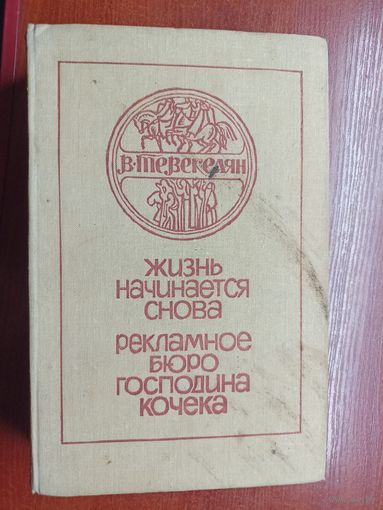 В·Тевекелян
жизнь
начинается
снова
рекламное
бюро
господина
кочека